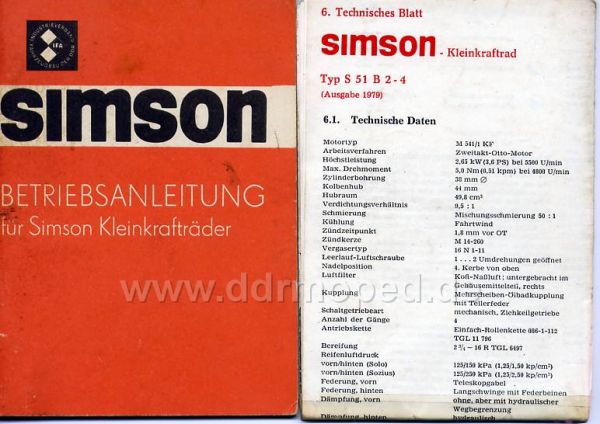 INDUSTRIEVERBAND
FAHRZEUGBAU DER DDR
IFA
simson
BETRIEBSANLEITUNG
für Simson Kleinkrafträder
www.ddrmoped.de
6. Technisches Blatt
simson - Kleinkraftrad
Typ S 51 B 2 - 4
(Ausgabe 1979)
6.1. Technische Daten
Motortyp M 541/1 KF
Arbeitsverfahren Zweitakt-Otto-Motor
Höchstleistung 2,65 kW (3,6 PS) bei 5500 U/min
Max. Drehmoment 5,0 Nm (0,51 kpm) bei 4800 U/min
Zylinderbohrung 38 mm ∅
Kolbenhub 44 mm
Hubraum 49,8 cm³
Verdichtungsverhältnis 9,5 : 1
Schmierung Mischungsschmierung 50 : 1
Kühlung Fahrtwind
Zündzeitpunkt 1,8 mm vor OT
Zündkerze M 14-260
Vergasertyp 16 N 1-11
Leerlauf-Luftschraube 1 . . . 2 Umdrehungen geöffnet
Nadelposition 4. Kerbe von oben
Luftfilter Naßluft: untergebracht im
Gehäusemittelteil, rechts
Kupplung Mehrscheiben-Ölbadkupplung
mit Tellerfeder
Schaltgetriebeart mechanisch, Ziehkeilgetriebe
Anzahl der Gänge 4
Antriebskette Einfach-Rollenkette 086-1-112
TGL 11 796
Bereifung 2 ³/₄ – 16 R TGL 6497
Reifenluftdruck
vorn/hinten (Solo) 125/150 kPa (1,25/1,50 kp/cm²)
vorn/hinten (Sozius) 125/250 kPa (1,25/2,50 kp/cm²)
Federung, vorn Teleskopgabel
Federung, hinten Langschwinge mit Federbeinen
Dämpfung, vorn ohne, aber mit hydraulischer
Wegbegrenzung
Dämpfung, hinten hydraulisch